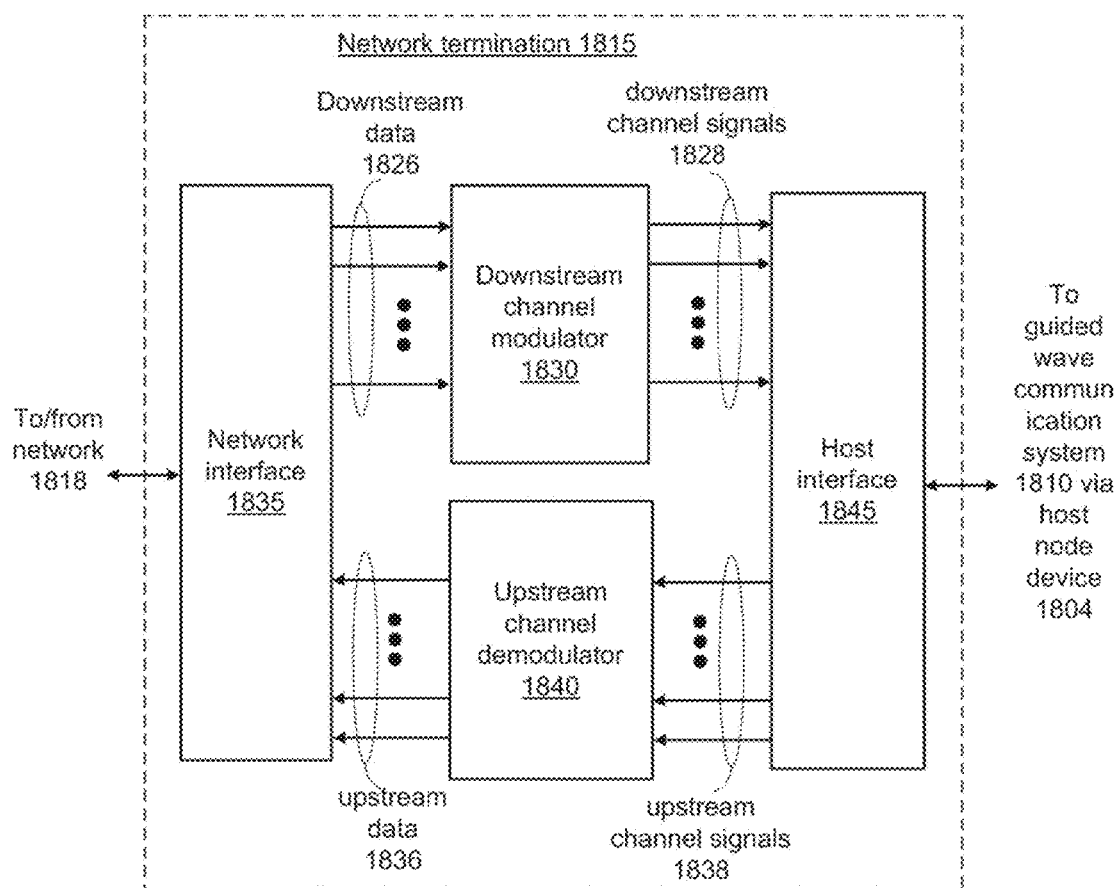 Network termination 1815
Downstream
data
1826
downstream
channel signals
1828
Downstream
channel
modulator
1830
To/from
network
1818
Network
interface
1835
Host
interface
1845
To
guided
wave
commun
ication
system
1810 via
host
node
device
1804
Upstream
channel
demodulator
1840
upstream
data
1836
upstream
channel signals
1838